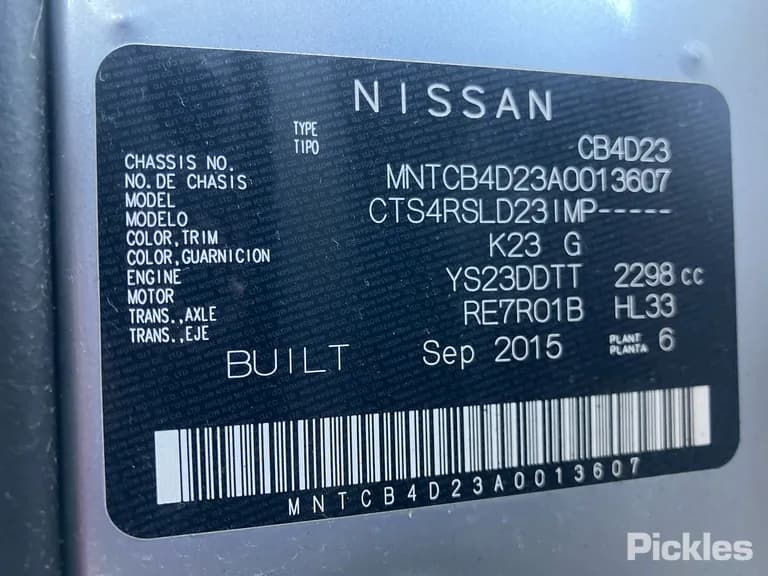 NISSAN
TYPE
TIPO
CB4D23
CHASSIS NO.
NO.DE CHASIS
MNTCB4D23A0013607
MODEL
MODELO
CTS4RSLD23IMP-----
COLOR,TRIM
COLOR,GUARNICION
K23 G
ENGINE
MOTOR
YS23DDTT 2298 cc
TRANS.,AXLE
TRANS.,EJE
RE7R01B HL33
BUILT Sep 2015
PLANT
PLANTA 6
MNTCB4D23A0013607
Pickles